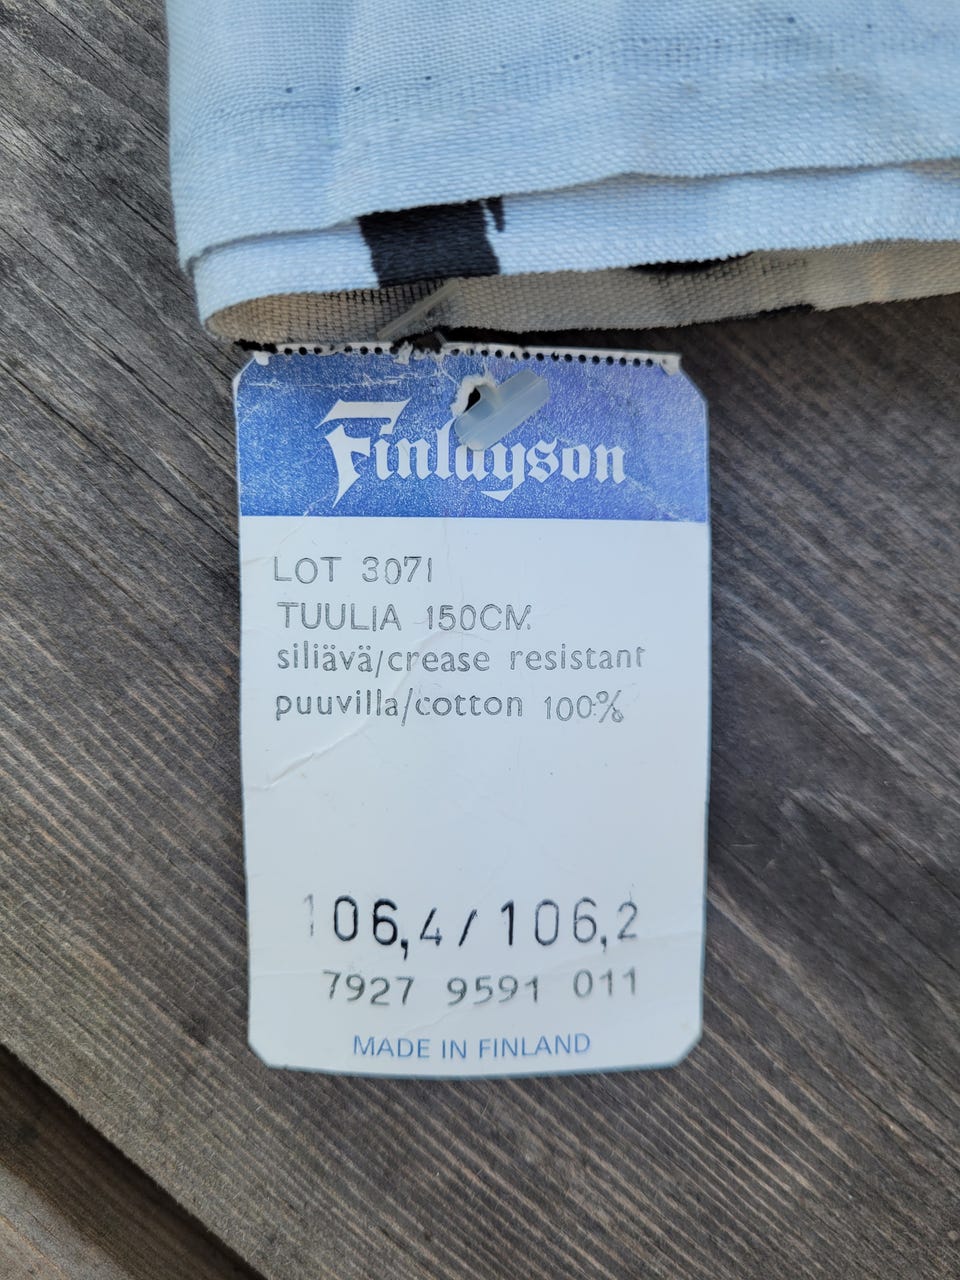 Finlayson
LOT 3071
TUULIA 150CM
siliävä/crease resistant
puuvilla/cotton 100%
106,4/106,2
7927 9591 011
MADE IN FINLAND